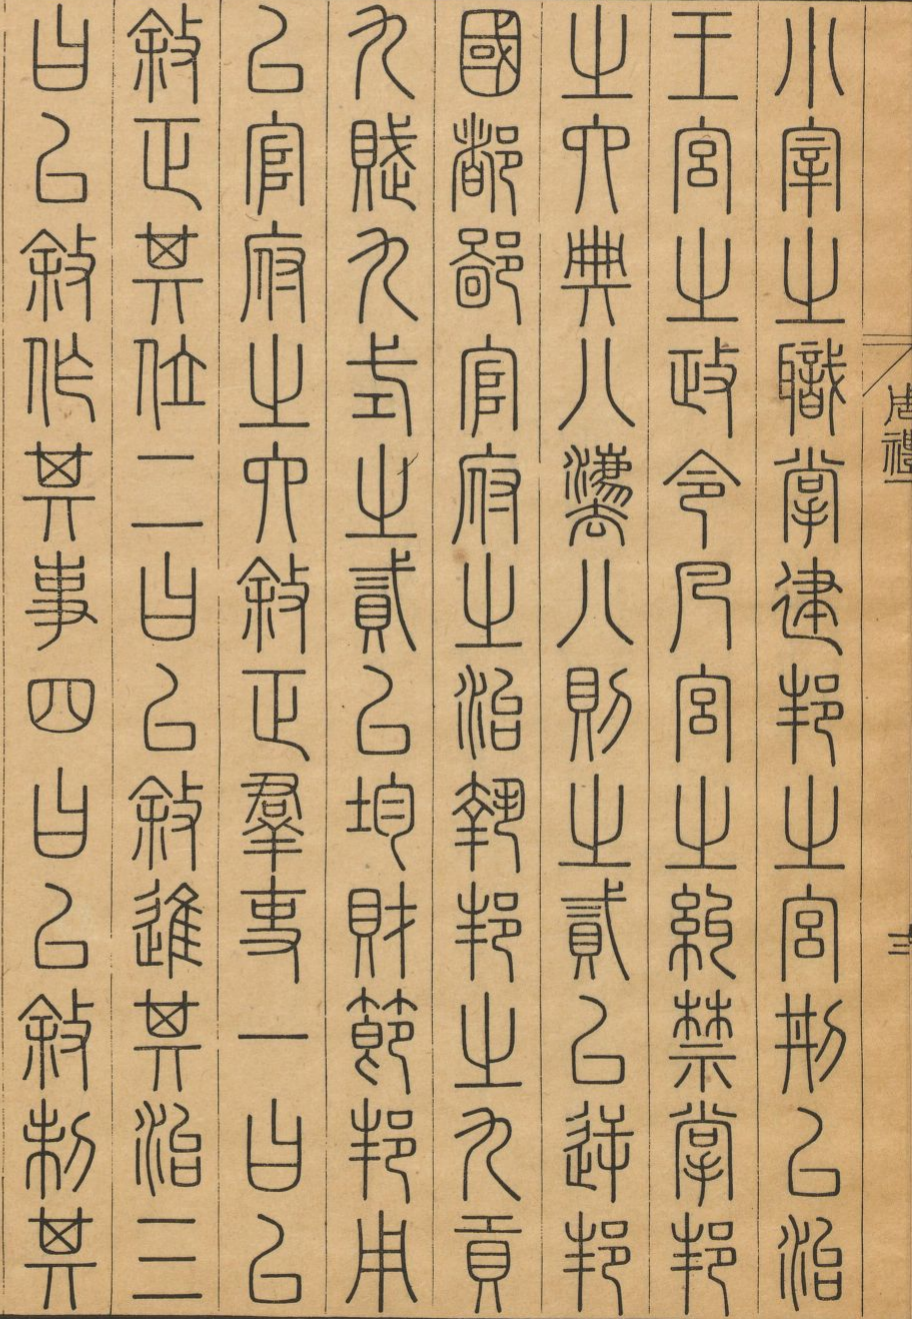 周禮一
小宰之職掌建邦之宮刑以治
王宮之政令凡宮之糾禁掌邦
之六典八灋八則之貳以逆邦
國都鄙官府之治執邦之九貢
九賦九式之貳以均財節邦用
以官府之六敘正羣吏一曰以
敘正其位二曰以敘進其治三
曰以敘作其事四曰以敘制其